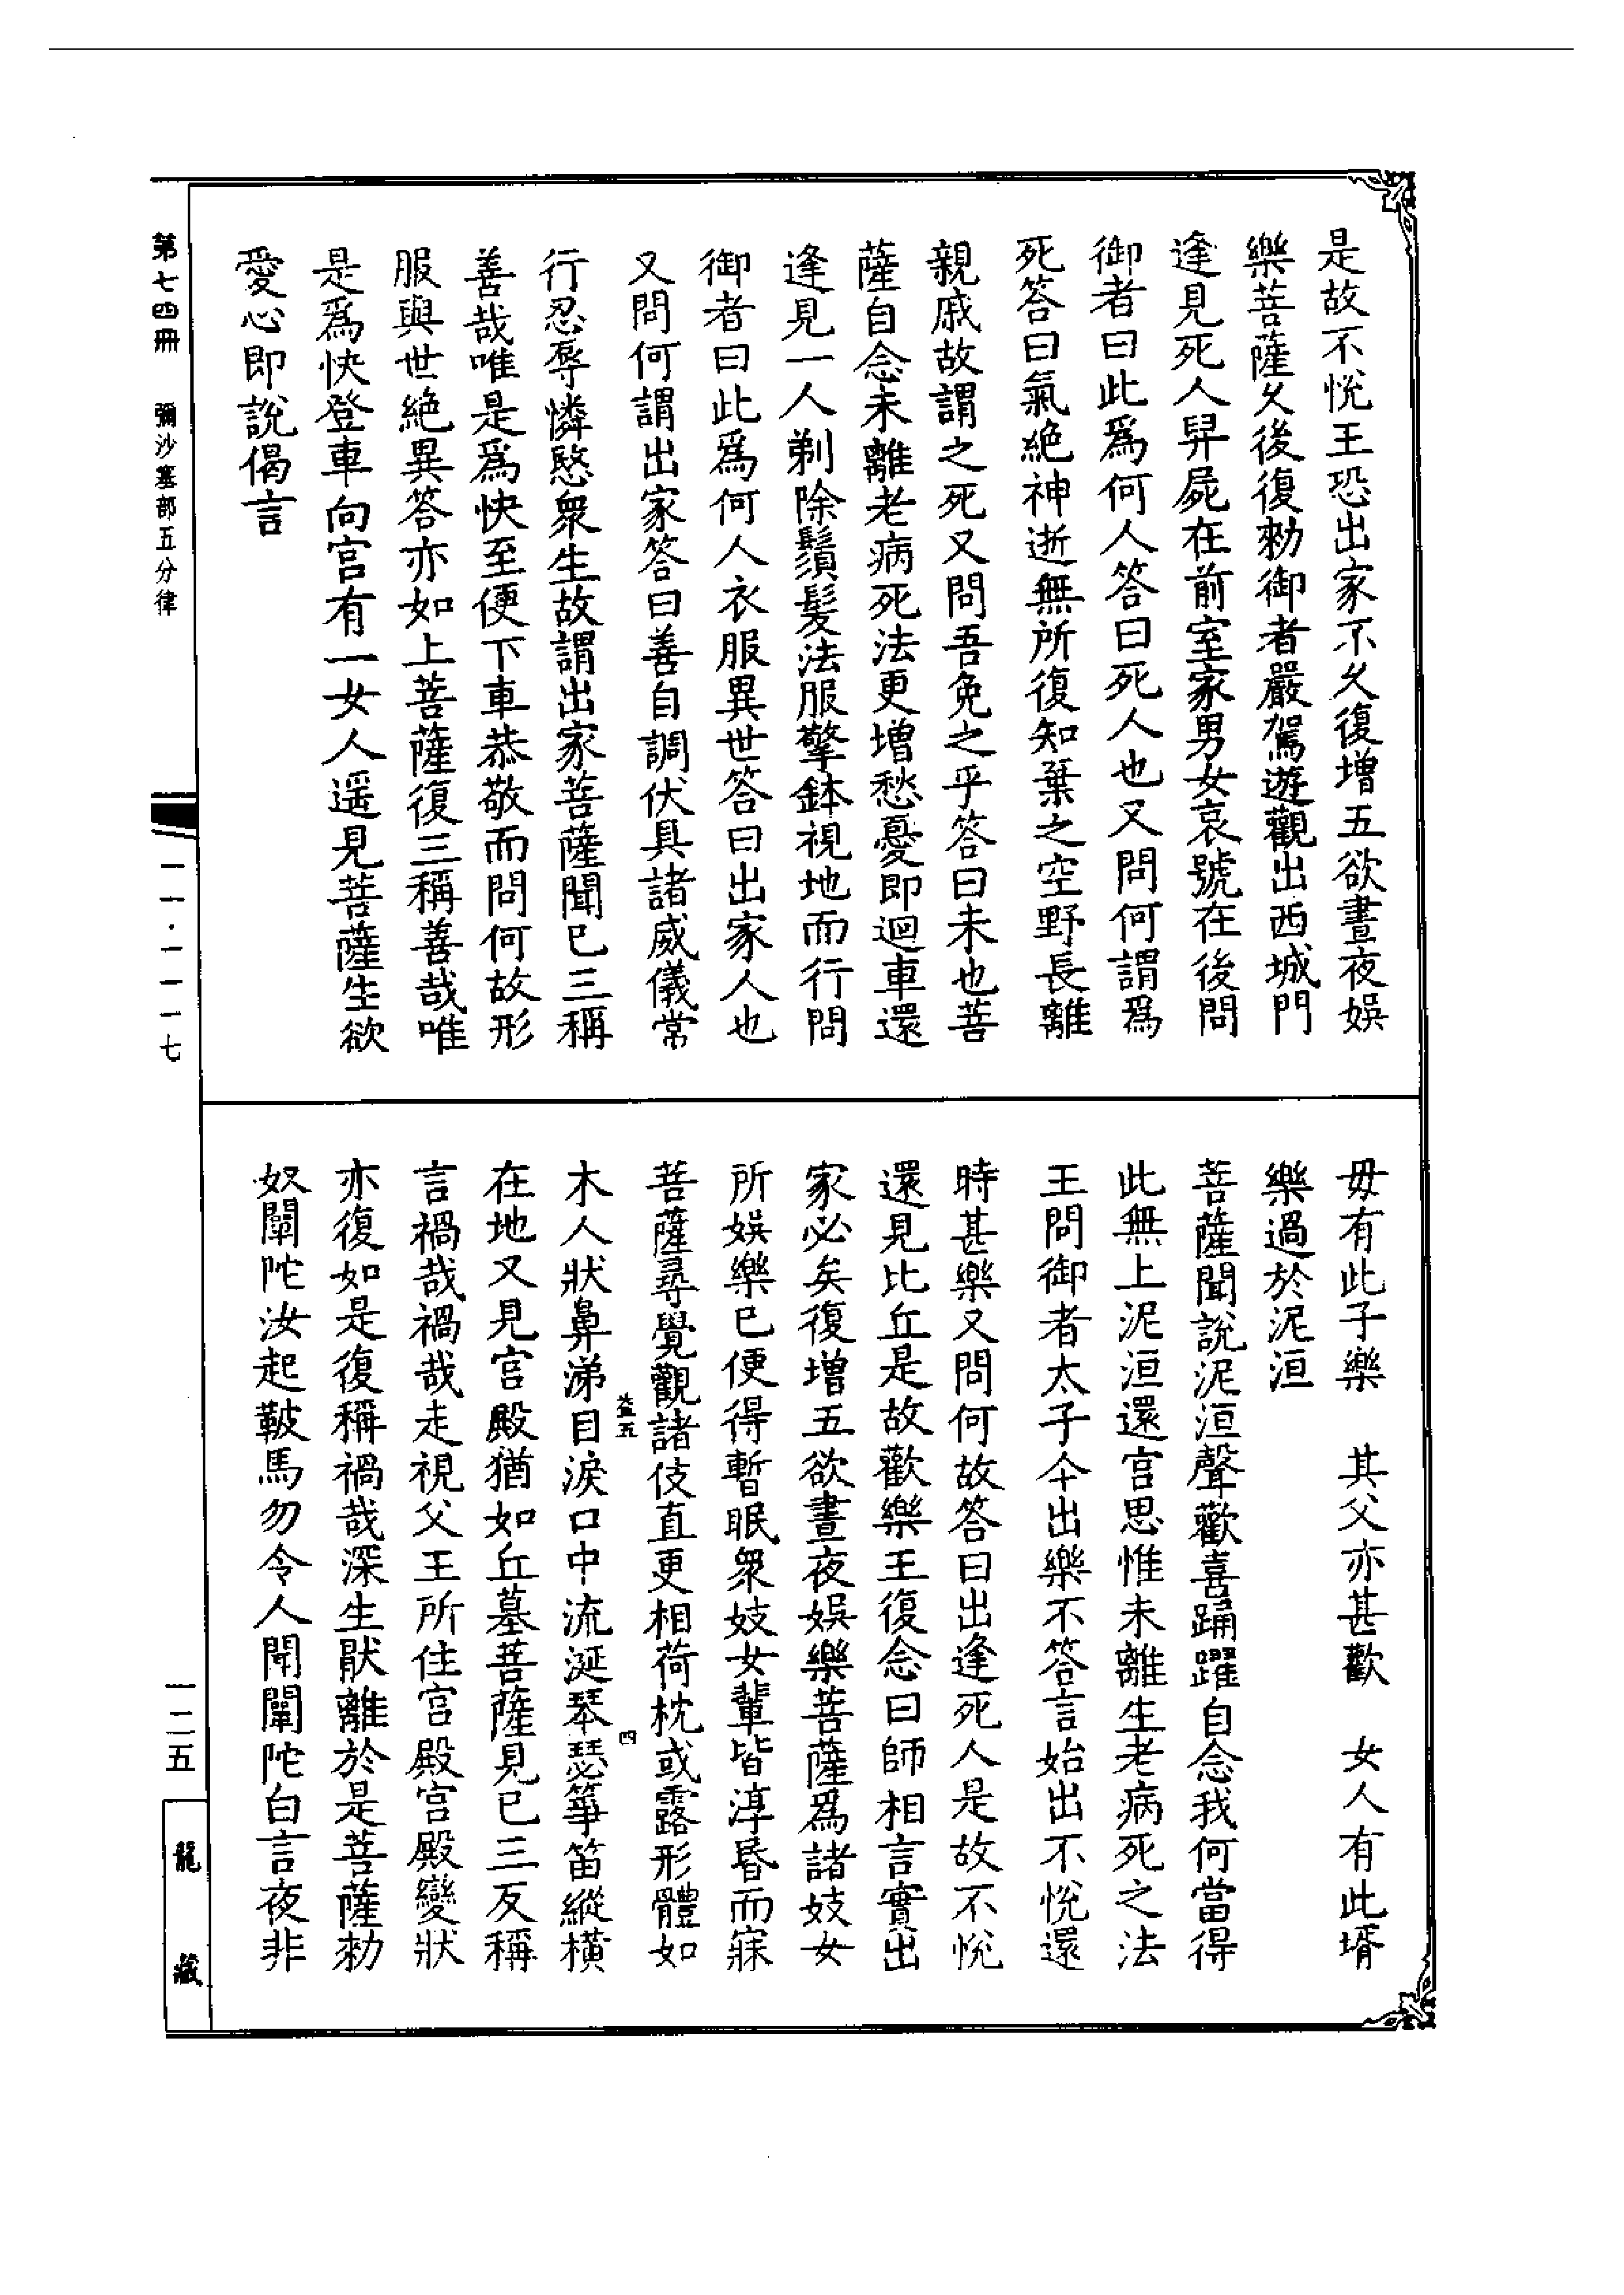 是故不悅王恐出家不久復增五欲晝夜娛
樂菩薩久後復勑御者嚴駕遊觀出西城門
逢見死人舁屍在前室家男女哀號在後問
御者曰此爲何人答曰死人也又問何謂爲
死答曰氣絶神逝無所復知棄之空野長離
親戚故謂之死又問吾免之乎答曰未也菩
薩自念未離老病死法更增愁憂即迴車還
逢見一人剃除鬚髮法服擎鉢視地而行問
御者曰此爲何人衣服異世答曰出家人也
又問何謂出家答曰善自調伏具諸威儀常
行忍辱憐愍衆生故謂出家菩薩聞已三稱
善哉唯是爲快至便下車恭敬而問何故形
服與世絶異答亦如上菩薩復三稱善哉唯
是爲快登車向宮有一女人遥見菩薩生欲
愛心即說偈言
毋有此子樂　其父亦甚歡　女人有此壻
樂過於泥洹
菩薩聞說泥洹聲歡喜踊躍自念我何當得
此無上泥洹還宮思惟未離生老病死之法
王問御者太子今出樂不答言始出不悅還
時甚樂又問何故答曰出逢死人是故不悅
還見比丘是故歡樂王復念曰師相言實出
家必矣復增五欲晝夜娛樂菩薩爲諸妓女
所娛樂已便得暫眠衆妓女輩皆淳昏而寐
菩薩尋覺觀諸伎直更相荷枕或露形體如
益五
四
木人狀鼻涕目淚口中流涎琴瑟箏笛縱橫
在地又見宮殿猶如丘墓菩薩見已三反稱
言禍哉禍哉走視父王所住宮殿宮殿變狀
亦復如是復稱禍哉深生厭離於是菩薩勑
奴闡陀汝起鞁馬勿令人聞闡陀白言夜非
第七四冊　彌沙塞部五分律
一一·一一一七
一二五
龍藏